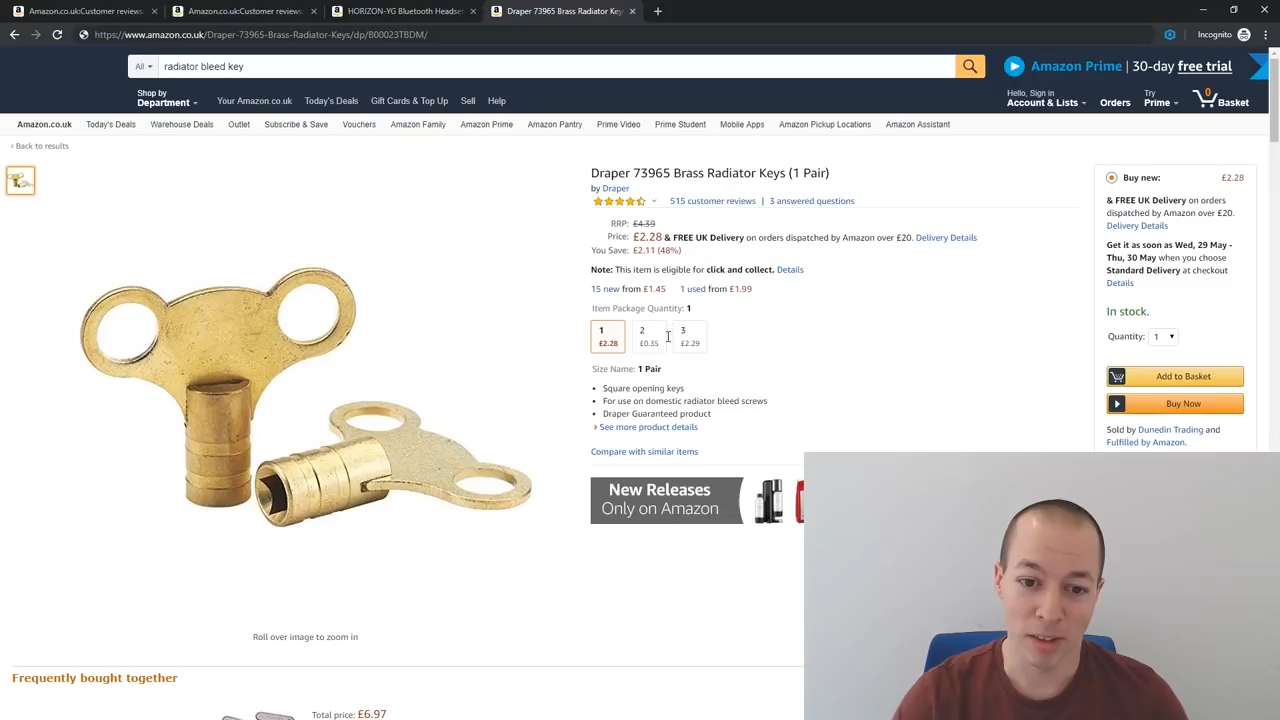 Amazon.co.ukCustomer reviews
Amazon.co.ukCustomer reviews
HORIZON-YG Bluetooth Headset
Draper 73965 Brass Radiator Key
https://www.amazon.co.uk/Draper-73965-Brass-Radiator-Keys/dp/B00023TBDM/
Incognito
All
radiator bleed key
Amazon Prime | 30-day free trial
Shop by
Department
Your Amazon.co.uk Today's Deals Gift Cards & Top Up Sell Help
Hello, Sign in
Account & Lists
Orders
Try
Prime
0
Basket
Amazon.co.uk Today's Deals Warehouse Deals Outlet Subscribe & Save Vouchers Amazon Family Amazon Prime Amazon Pantry Prime Video Prime Student Mobile Apps Amazon Pickup Locations Amazon Assistant
‹ Back to results
Draper 73965 Brass Radiator Keys (1 Pair)
by Draper
515 customer reviews | 3 answered questions
RRP: £4.39
Price: £2.28 & FREE UK Delivery on orders dispatched by Amazon over £20. Delivery Details
You Save: £2.11 (48%)
Note: This item is eligible for click and collect. Details
15 new from £1.45 1 used from £1.99
Item Package Quantity: 1
1 2 3
£2.28 £0.35 £2.29
Size Name: 1 Pair
Square opening keys
For use on domestic radiator bleed screws
Draper Guaranteed product
› See more product details
Compare with similar items
New Releases
Only on Amazon
Roll over image to zoom in
Frequently bought together
Total price: £6.97
Buy new: £2.28
& FREE UK Delivery on orders
dispatched by Amazon over £20.
Delivery Details
Get it as soon as Wed, 29 May -
Thu, 30 May when you choose
Standard Delivery at checkout
Details
In stock.
Quantity: 1
Add to Basket
Buy Now
Sold by Dunedin Trading and
Fulfilled by Amazon.